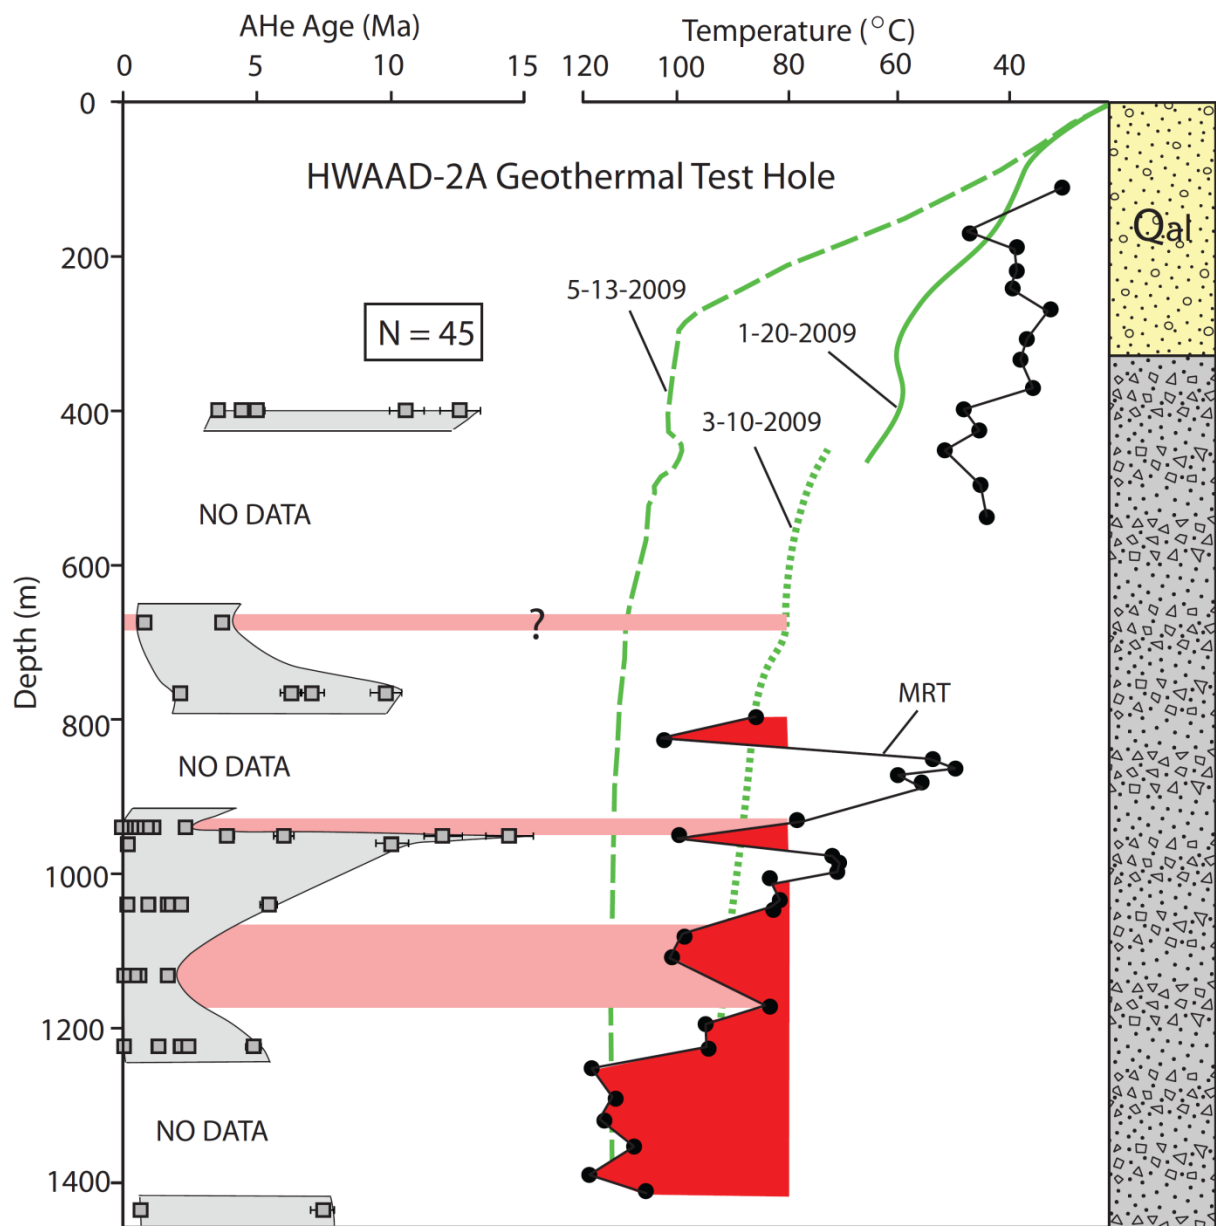 AHe Age (Ma)
Temperature (°C)
0 5 10 15 120 100 80 60 40
0
HWAAD-2A Geothermal Test Hole
Qal
200
5-13-2009
N = 45
1-20-2009
400
3-10-2009
NO DATA
600
?
Depth (m)
MRT
800
NO DATA
1000
1200
NO DATA
1400